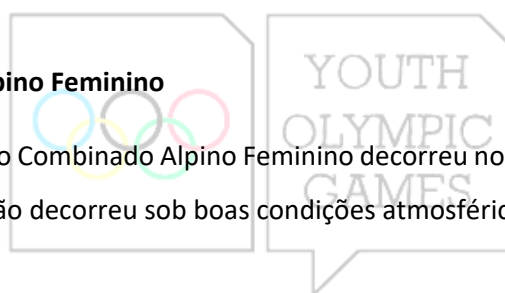 pino Feminino
YOUTH
OLYMPIC
GAMES
o Combinado Alpino Feminino decorreu no
ão decorreu sob boas condições atmosféric